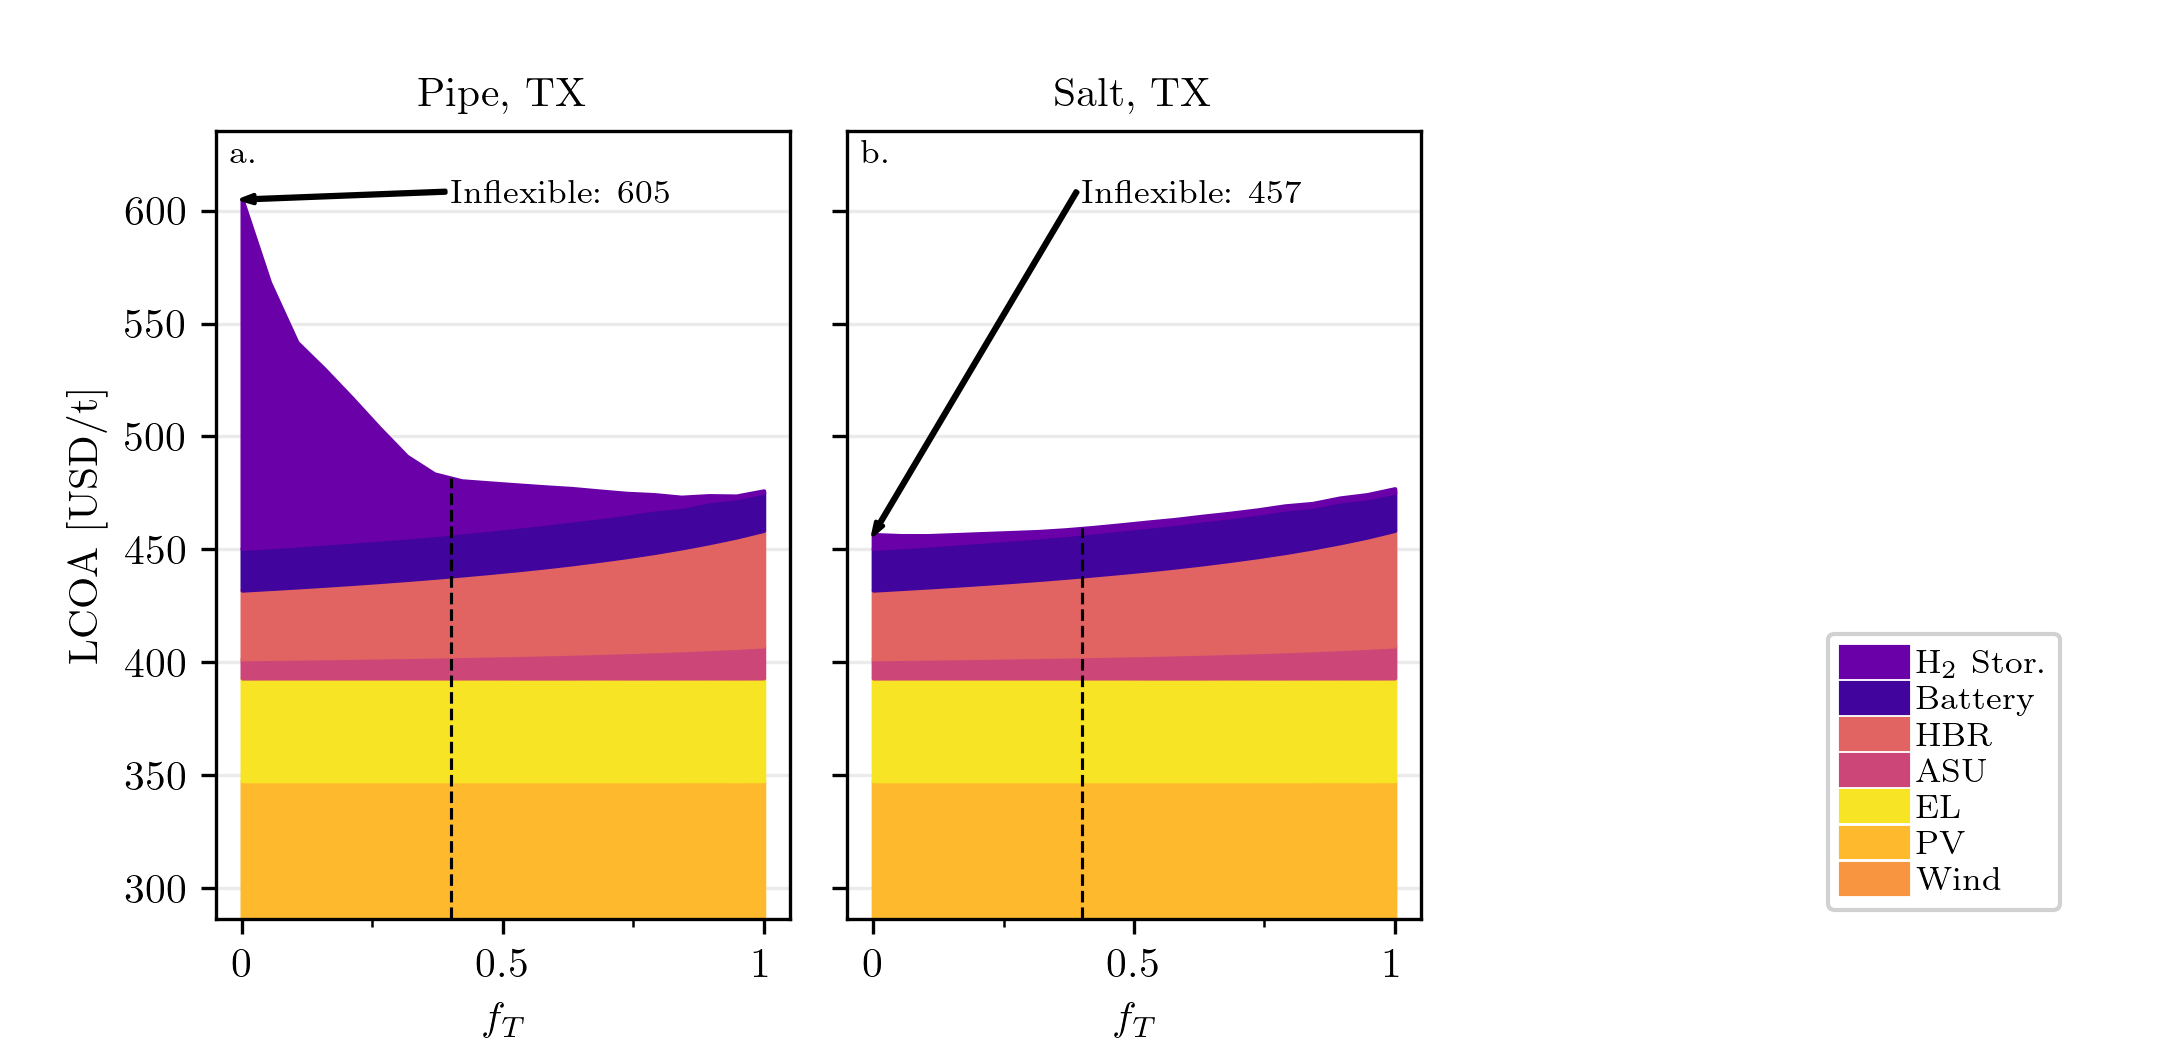 Pipe, TX
Salt, TX
a.
Inflexible: 605
b.
Inflexible: 457
600
550
500
450
400
350
300
LCOA [USD/t]
0
0.5
1
0
0.5
1
f_T
f_T
H₂ Stor.
Battery
HBR
ASU
EL
PV
Wind